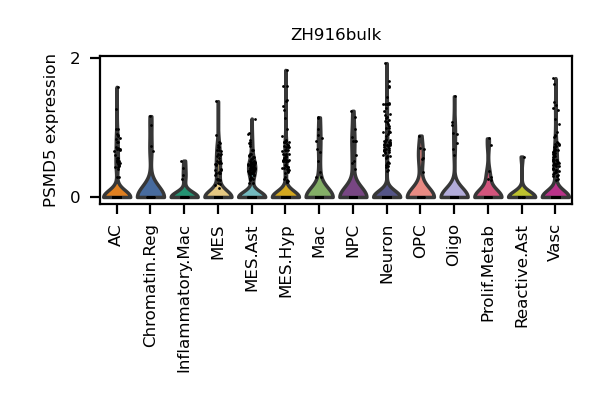 ZH916bulk
PSMD5 expression
2
0
AC
Chromatin.Reg
Inflammatory.Mac
MES
MES.Ast
MES.Hyp
Mac
NPC
Neuron
OPC
Oligo
Prolif.Metab
Reactive.Ast
Vasc